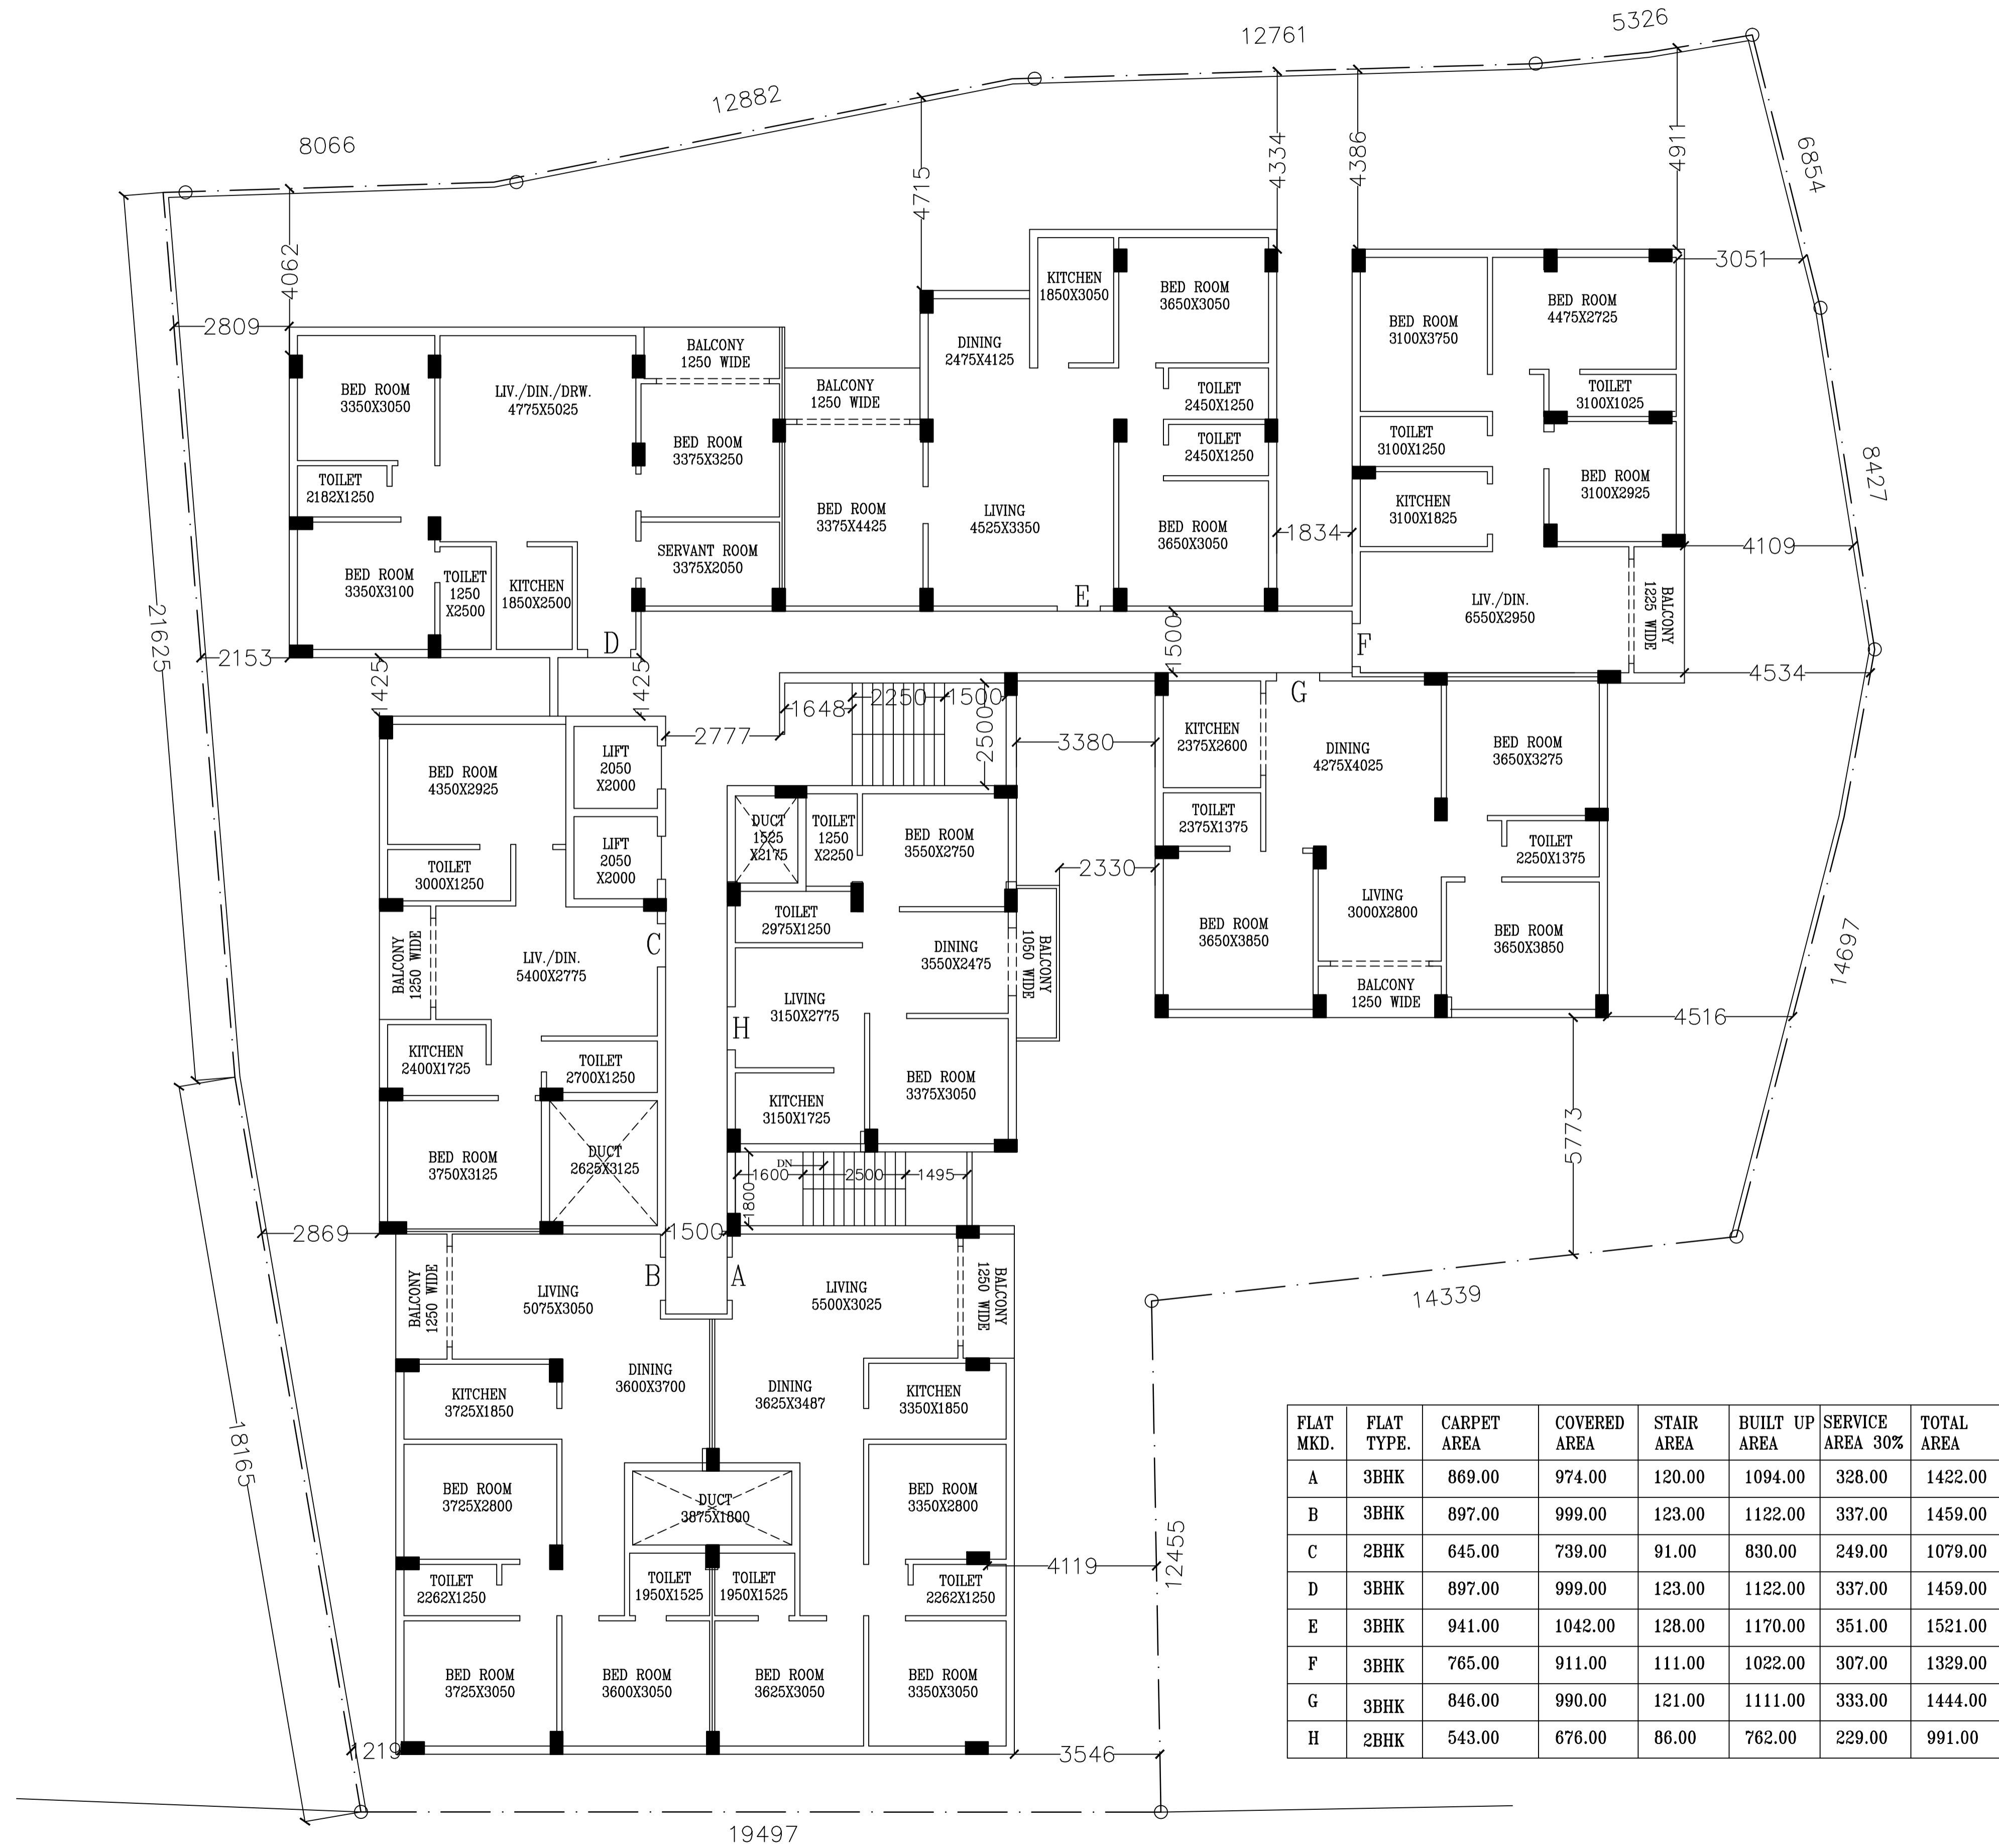 5326
12761
12882
8066
4334
4386
4911
6854
4715
4062
3051
2809
KITCHEN
1850X3050
BED ROOM
3650X3050
BED ROOM
4475X2725
BED ROOM
3100X3750
DINING
2475X4125
BALCONY
1250 WIDE
BALCONY
1250 WIDE
BED ROOM
3350X3050
LIV./DIN./DRW.
4775X5025
TOILET
2450X1250
TOILET
3100X1025
BED ROOM
3375X3250
TOILET
2450X1250
TOILET
3100X1250
8427
TOILET
2182X1250
BED ROOM
3100X2925
BED ROOM
3375X4425
LIVING
4525X3350
KITCHEN
3100X1825
BED ROOM
3650X3050
1834
4109
SERVANT ROOM
3375X2050
BED ROOM
3350X3100
TOILET
1250
X2500
KITCHEN
1850X2500
E
LIV./DIN.
6550X2950
BALCONY
1225 WIDE
21625
D
F
1500
2153
1425
1425
4534
G
1648
2250
1500
2500
2777
3380
KITCHEN
2375X2600
DINING
4275X4025
BED ROOM
3650X3275
LIFT
2050
X2000
BED ROOM
4350X2925
TOILET
2375X1375
DUCT
1525
X2175
TOILET
1250
X2250
BED ROOM
3550X2750
TOILET
2250X1375
LIFT
2050
X2000
TOILET
3000X1250
2330
LIVING
3000X2800
TOILET
2975X1250
BED ROOM
3650X3850
BED ROOM
3650X3850
C
BALCONY
1250 WIDE
LIV./DIN.
5400X2775
DINING
3550X2475
BALCONY
1050 WIDE
14697
BALCONY
1250 WIDE
LIVING
3150X2775
4516
H
KITCHEN
2400X1725
TOILET
2700X1250
BED ROOM
3375X3050
KITCHEN
3150X1725
5773
DUCT
2625X3125
BED ROOM
3750X3125
DN
1600
2500
1495
1800
2869
1500
B
A
BALCONY
1250 WIDE
LIVING
5075X3050
LIVING
5500X3025
BALCONY
1250 WIDE
14339
DINING
3600X3700
DINING
3625X3487
KITCHEN
3725X1850
KITCHEN
3350X1850
18165
BED ROOM
3725X2800
DUCT
3875X1800
BED ROOM
3350X2800
12455
4119
TOILET
2262X1250
TOILET
1950X1525
TOILET
1950X1525
TOILET
2262X1250
BED ROOM
3725X3050
BED ROOM
3600X3050
BED ROOM
3625X3050
BED ROOM
3350X3050
1219
3546
19497
FLAT MKD. FLAT TYPE. CARPET AREA COVERED AREA STAIR AREA BUILT UP AREA SERVICE AREA 30% TOTAL AREA
A 3BHK 869.00 974.00 120.00 1094.00 328.00 1422.00
B 3BHK 897.00 999.00 123.00 1122.00 337.00 1459.00
C 2BHK 645.00 739.00 91.00 830.00 249.00 1079.00
D 3BHK 897.00 999.00 123.00 1122.00 337.00 1459.00
E 3BHK 941.00 1042.00 128.00 1170.00 351.00 1521.00
F 3BHK 765.00 911.00 111.00 1022.00 307.00 1329.00
G 3BHK 846.00 990.00 121.00 1111.00 333.00 1444.00
H 2BHK 543.00 676.00 86.00 762.00 229.00 991.00